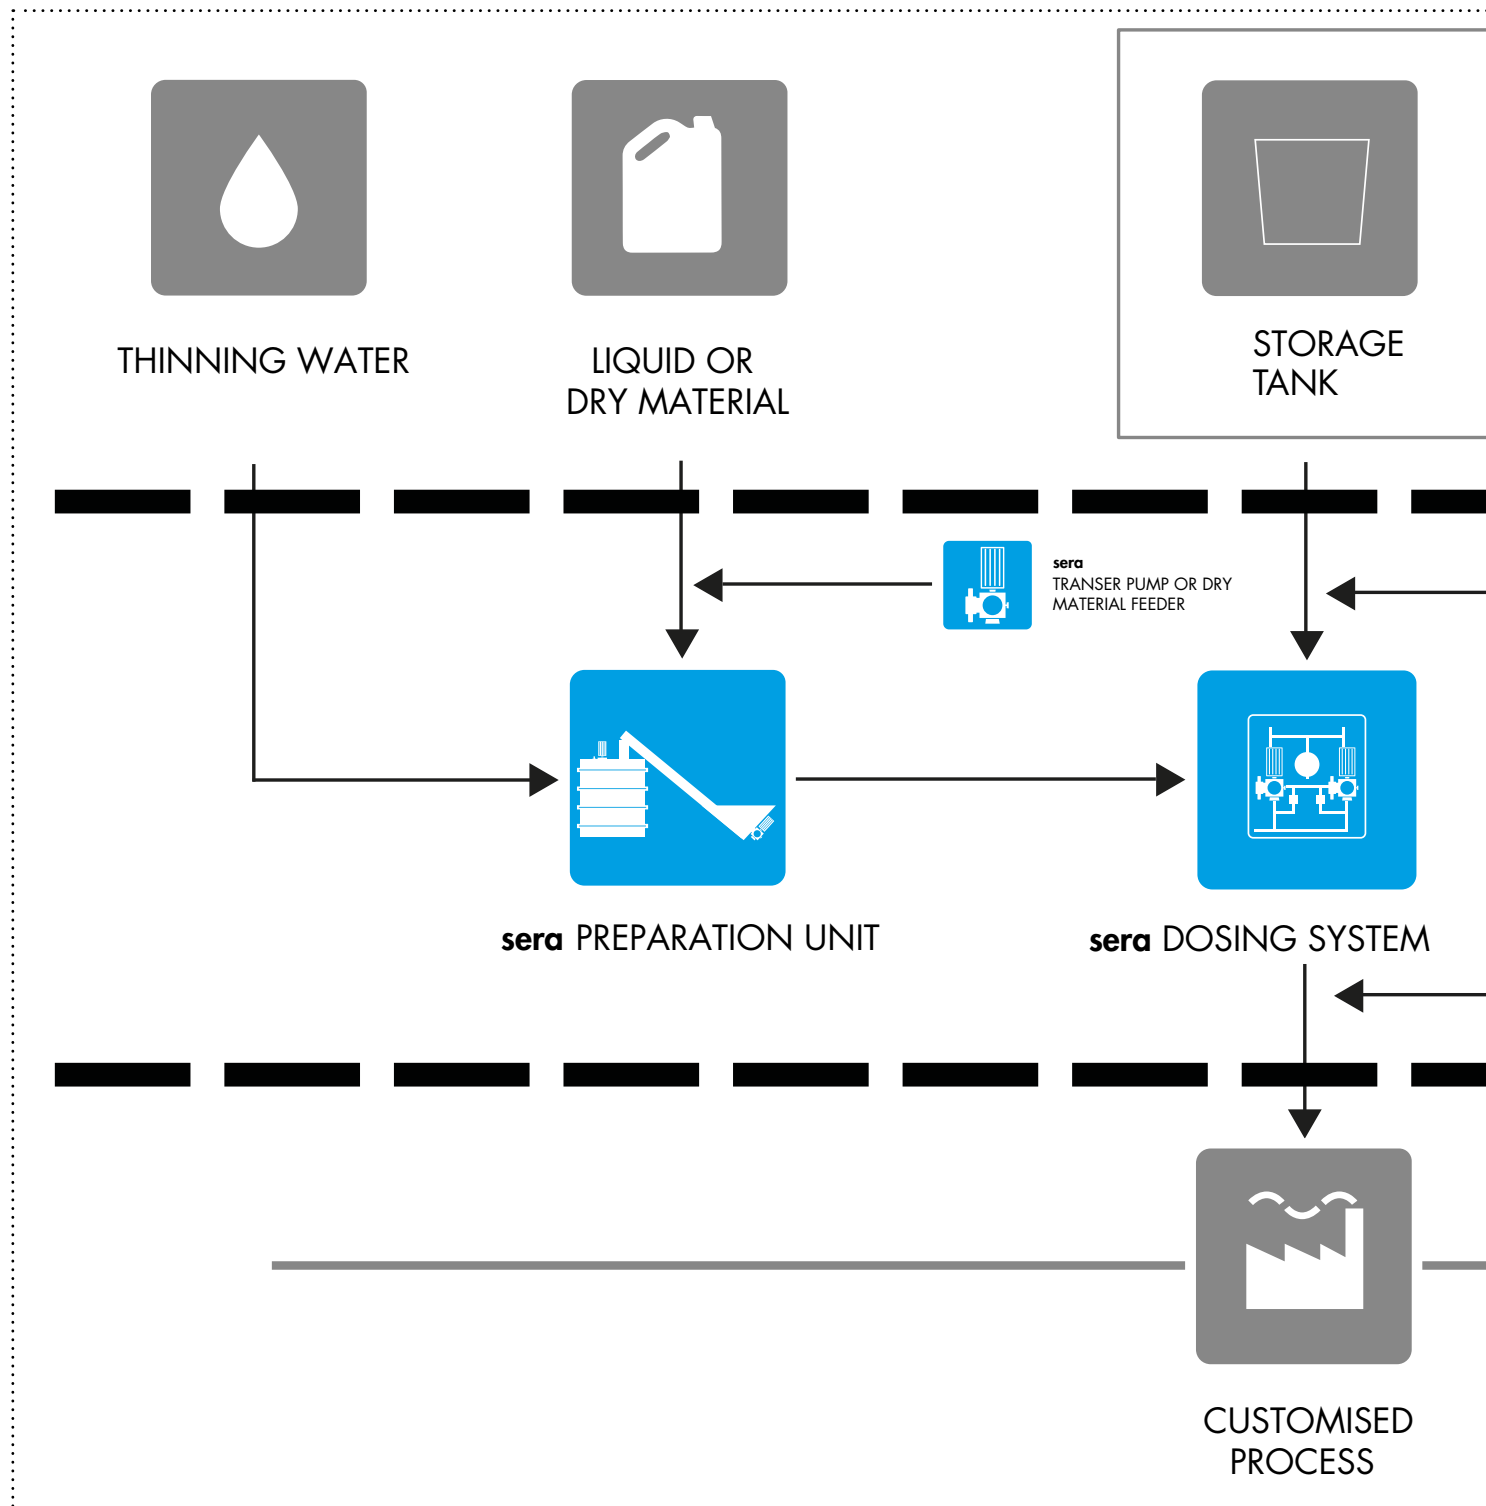 THINNING WATER
LIQUID OR
DRY MATERIAL
STORAGE
TANK
sera
TRANSER PUMP OR DRY
MATERIAL FEEDER
sera PREPARATION UNIT
sera DOSING SYSTEM
CUSTOMISED
PROCESS